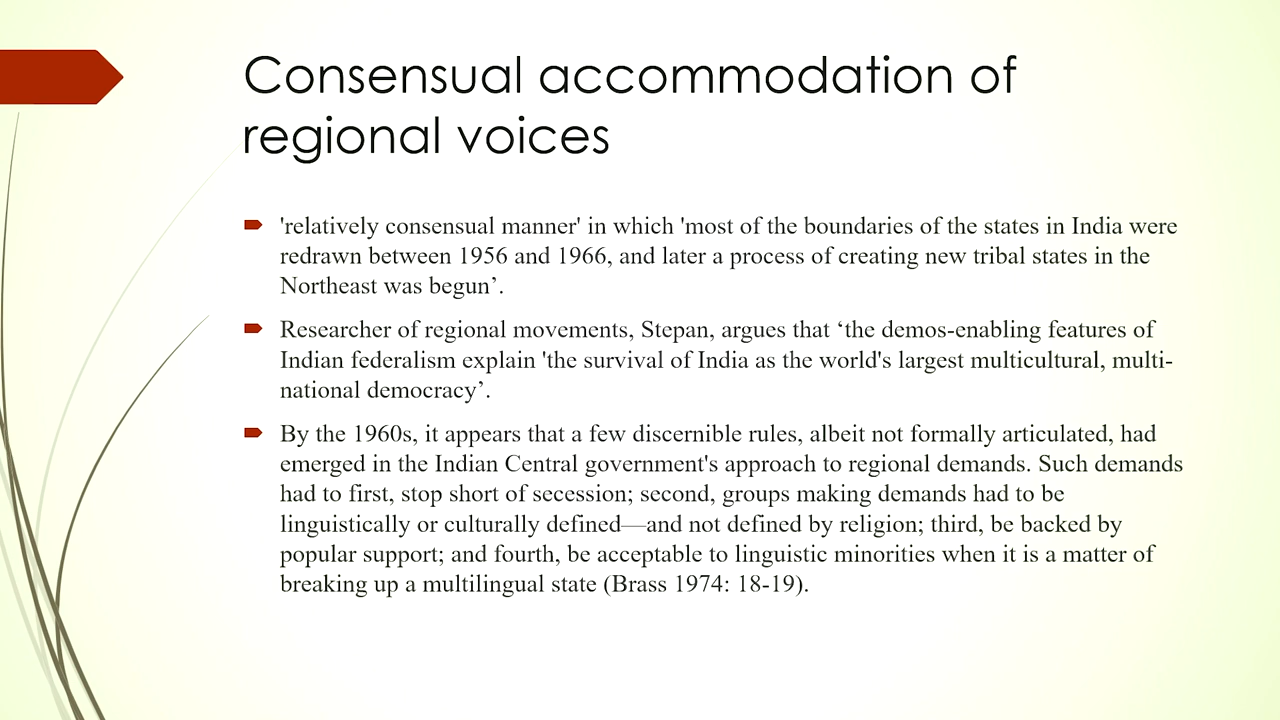 Consensual accommodation of
regional voices
'relatively consensual manner' in which 'most of the boundaries of the states in India were
redrawn between 1956 and 1966, and later a process of creating new tribal states in the
Northeast was begun’.
Researcher of regional movements, Stepan, argues that ‘the demos-enabling features of
Indian federalism explain 'the survival of India as the world's largest multicultural, multi-
national democracy’.
By the 1960s, it appears that a few discernible rules, albeit not formally articulated, had
emerged in the Indian Central government's approach to regional demands. Such demands
had to first, stop short of secession; second, groups making demands had to be
linguistically or culturally defined—and not defined by religion; third, be backed by
popular support; and fourth, be acceptable to linguistic minorities when it is a matter of
breaking up a multilingual state (Brass 1974: 18-19).